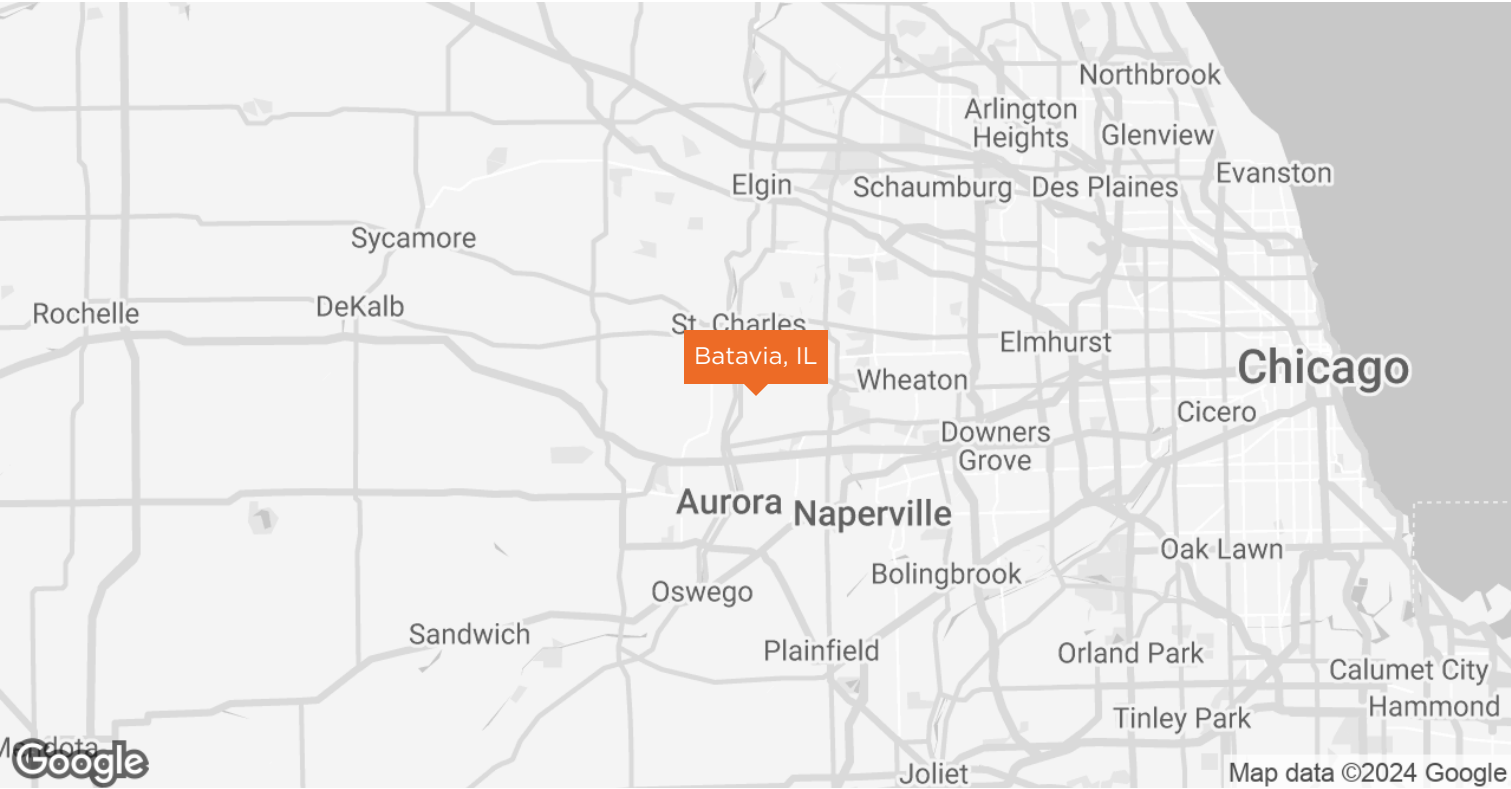 Northbrook
Arlington
Heights
Glenview
Evanston
Elgin
Schaumburg
Des Plaines
Sycamore
Rochelle
DeKalb
St. Charles
Elmhurst
Batavia, IL
Wheaton
Chicago
Cicero
Downers
Grove
Aurora
Naperville
Oak Lawn
Bolingbrook
Oswego
Sandwich
Plainfield
Orland Park
Calumet City
Hammond
Tinley Park
Mendota
Google
Joliet
Map data ©2024 Google